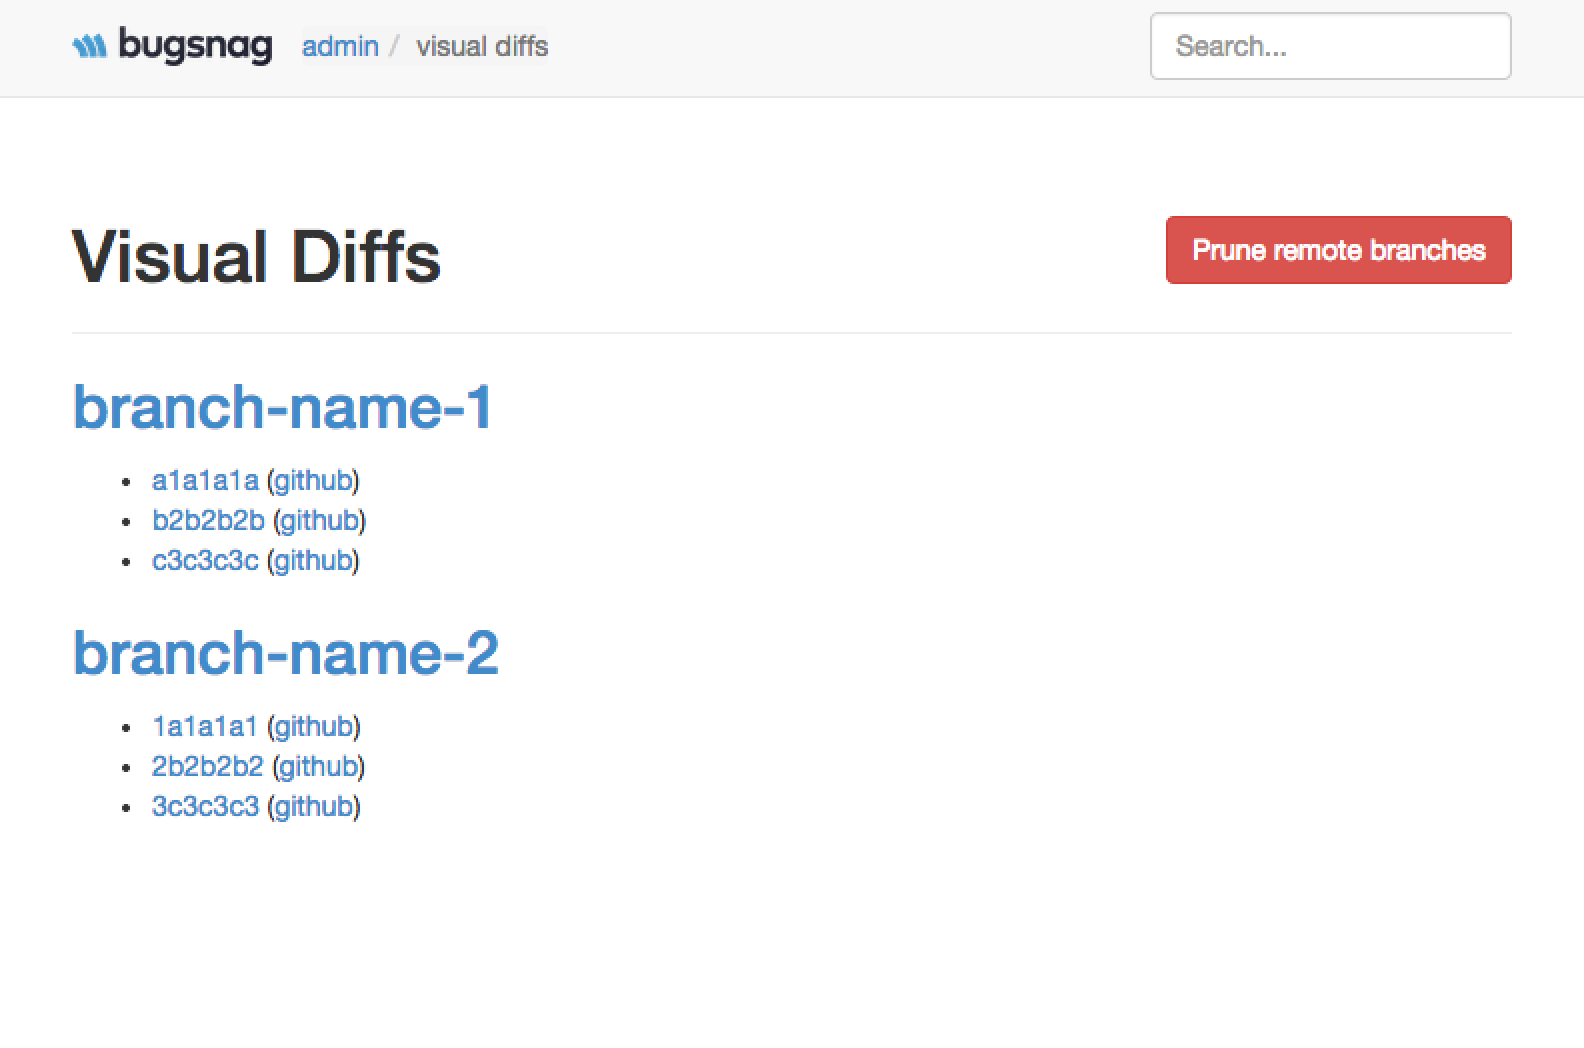 bugsnag admin / visual diffs Search...
Visual Diffs Prune remote branches
branch-name-1
• a1a1a1a (github)
• b2b2b2b (github)
• c3c3c3c (github)
branch-name-2
• 1a1a1a1 (github)
• 2b2b2b2 (github)
• 3c3c3c3 (github)